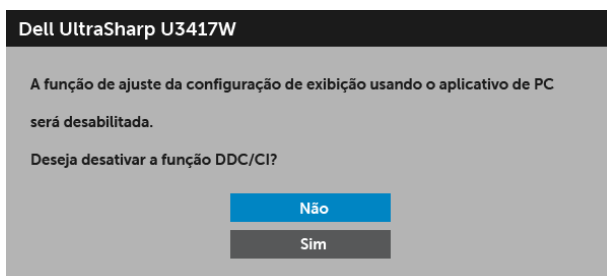 Dell UltraSharp U3417W
A função de ajuste da configuração de exibição usando o aplicativo de PC
será desabilitada.
Deseja desativar a função DDC/CI?
Não
Sim